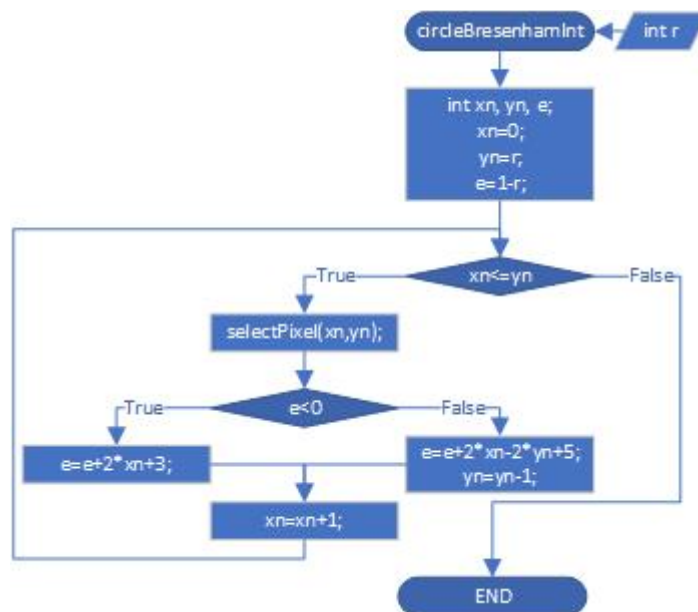 circleBresenhamInt
int r
int xn, yn, e;
xn=0;
yn=r;
e=1-r;
xn<=yn
True
False
selectPixel(xn,yn);
e<0
True
False
e=e+2*xn+3;
e=e+2*xn-2*yn+5;
yn=yn-1;
xn=xn+1;
END